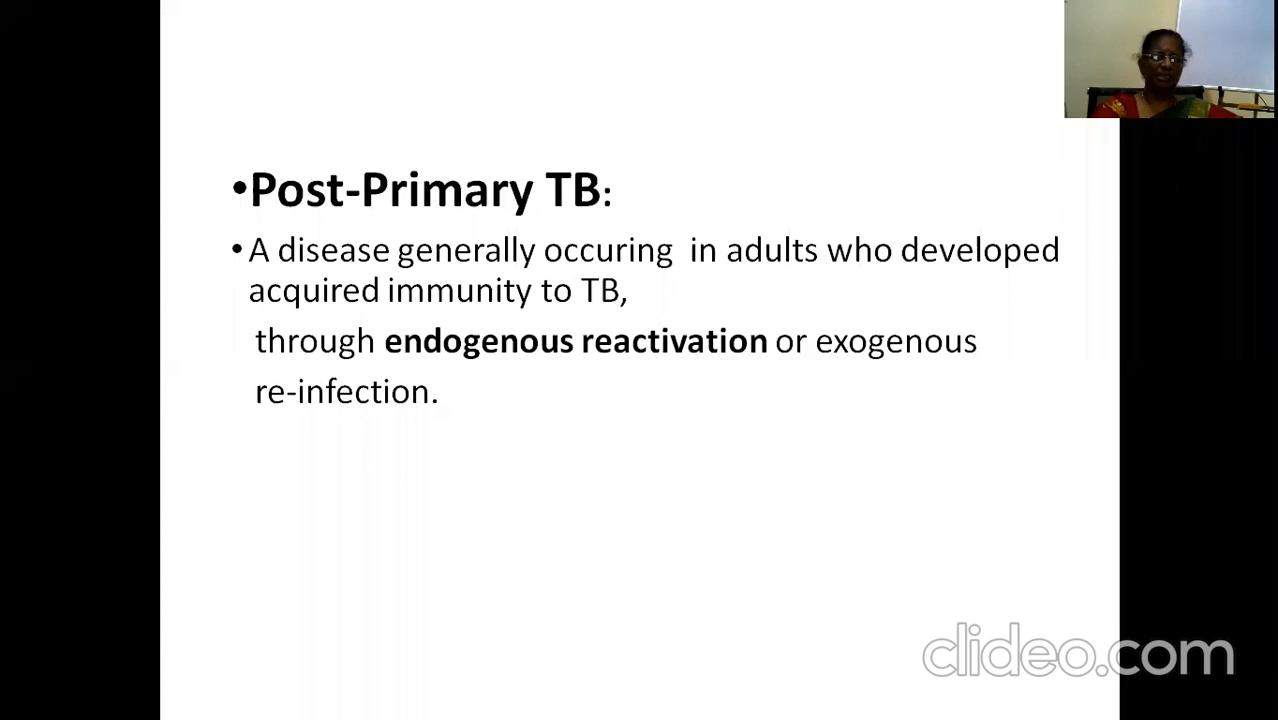 •Post-Primary TB:
• A disease generally occuring  in adults who developed
acquired immunity to TB,
through endogenous reactivation or exogenous
re-infection.
clideo.com